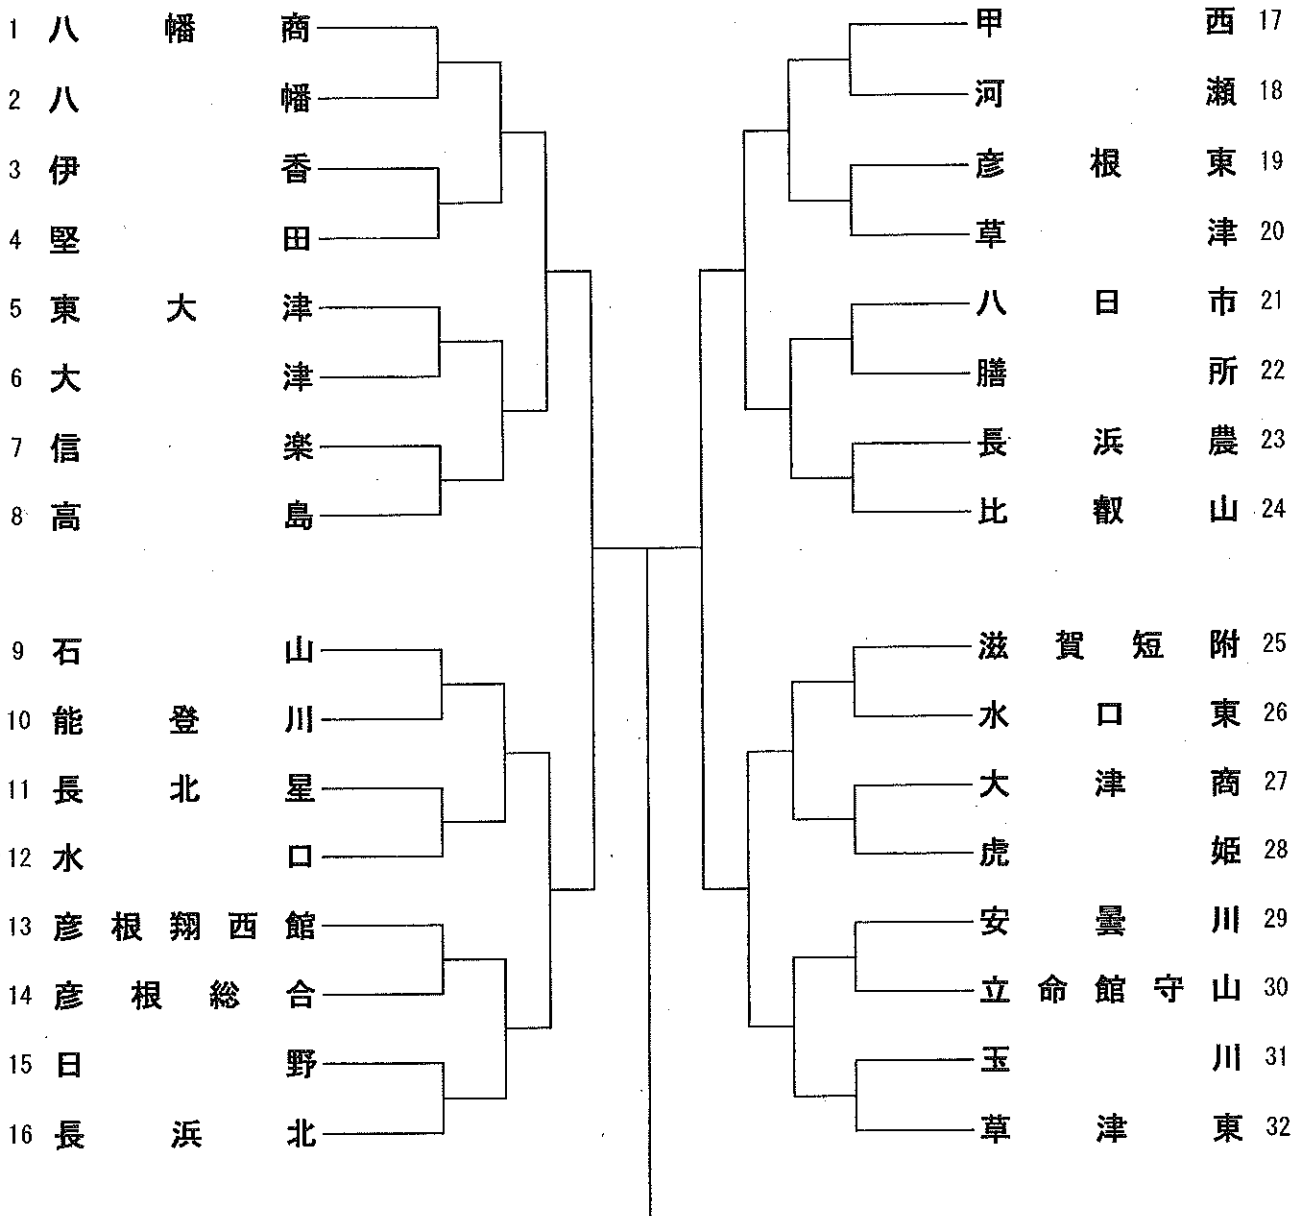 1 八幡商
2 八幡
3 伊香
4 堅田
5 東大津
6 大津
7 信楽
8 高島
9 石山
10 能登川
11 長北星
12 水口
13 彦根翔西館
14 彦根総合
15 日野
16 長浜北
甲西 17
河瀬 18
彦根東 19
草津 20
八日市 21
膳所 22
長浜農 23
比叡山 24
滋賀短附 25
水口東 26
大津商 27
虎姫 28
安曇川 29
立命館守山 30
玉川 31
草津東 32